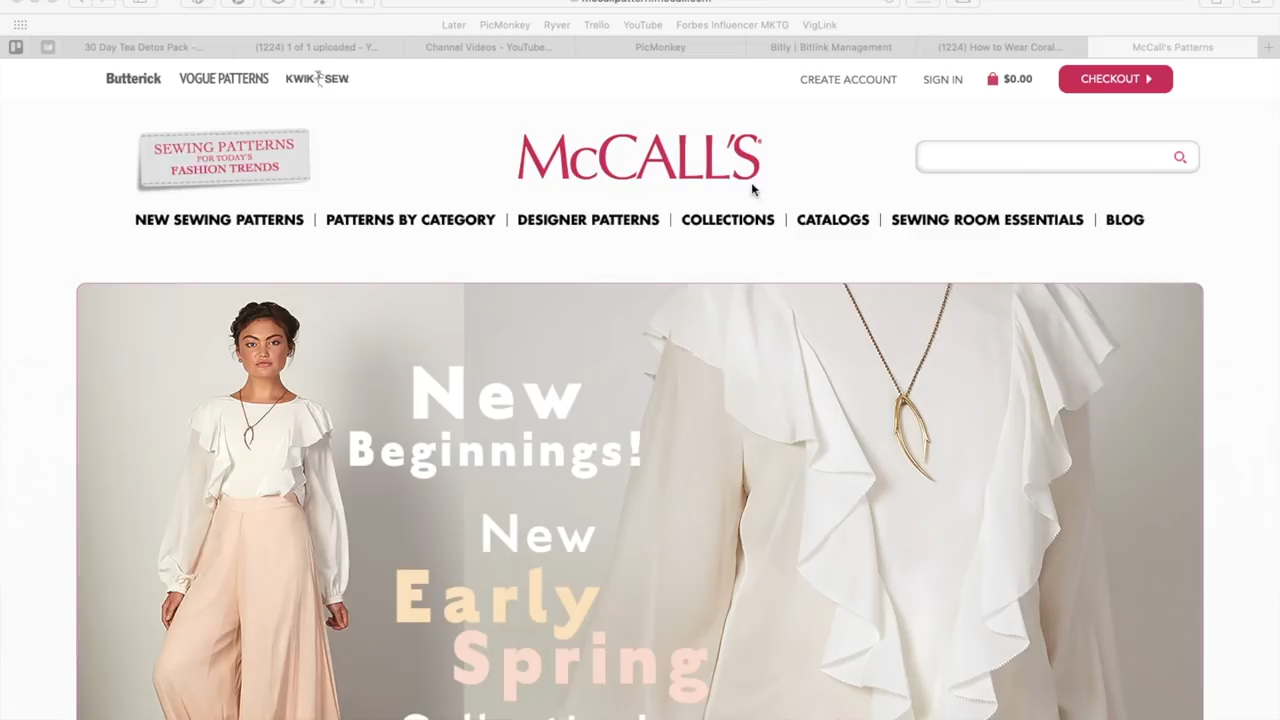 Later PicMonkey Ryver Trello YouTube Forbes Influencer MKTG VigLink
30 Day Tea Detox Pack -... (1224) 1 of 1 uploaded - Y... Channel Videos - YouTube... PicMonkey Bitly | Bitlink Management (1224) How to Wear Coral... McCall's Patterns
Butterick VOGUE PATTERNS KWIK SEW CREATE ACCOUNT SIGN IN $0.00 CHECKOUT
SEWING PATTERNS
FOR TODAY'S
FASHION TRENDS
McCALL'S
NEW SEWING PATTERNS | PATTERNS BY CATEGORY | DESIGNER PATTERNS | COLLECTIONS | CATALOGS | SEWING ROOM ESSENTIALS | BLOG
New
Beginnings!
New
Early
Spring